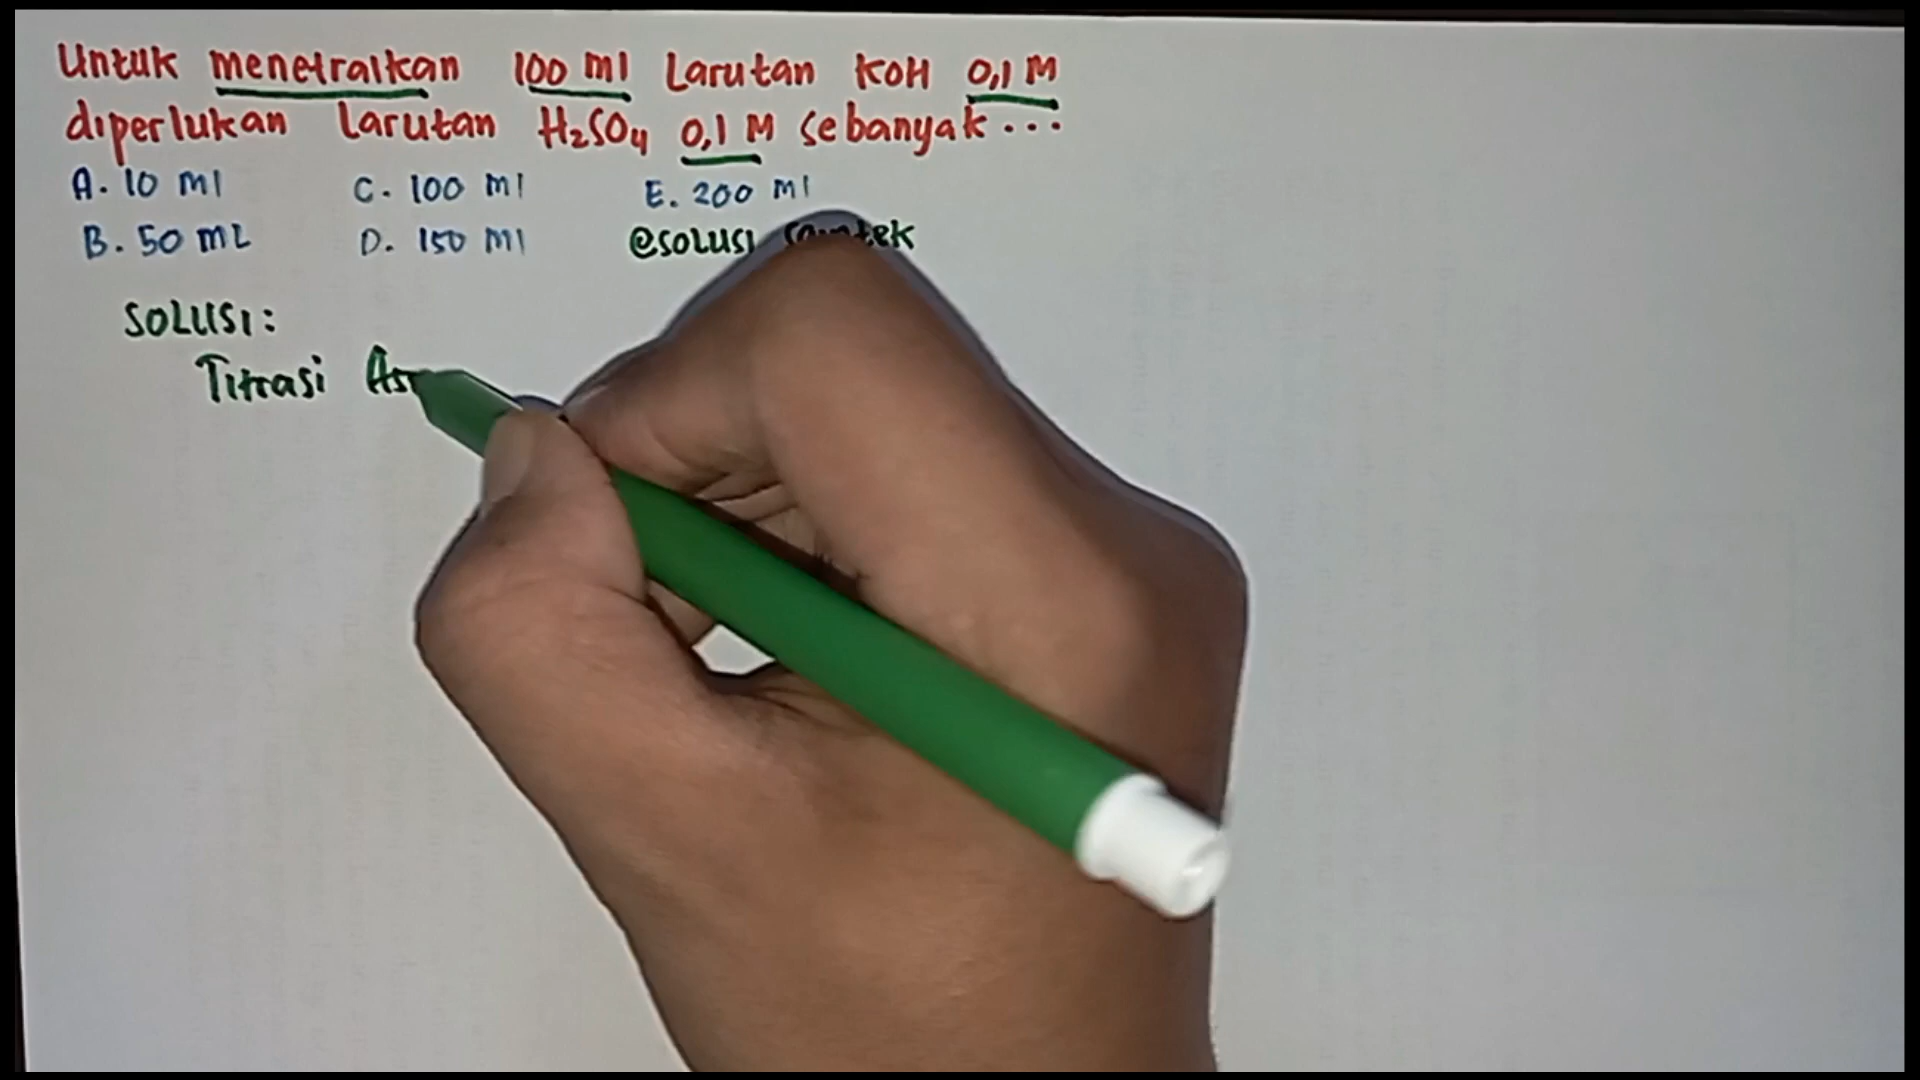 Untuk menetralkan 100 ml Larutan KOH 0,1 M
diperlukan Larutan H₂SO₄ 0,1 M sebanyak...
A. 10 ml C. 100 ml E. 200 ml
B. 50 mL D. 150 ml @solusi
SOLUSI:
Titrasi